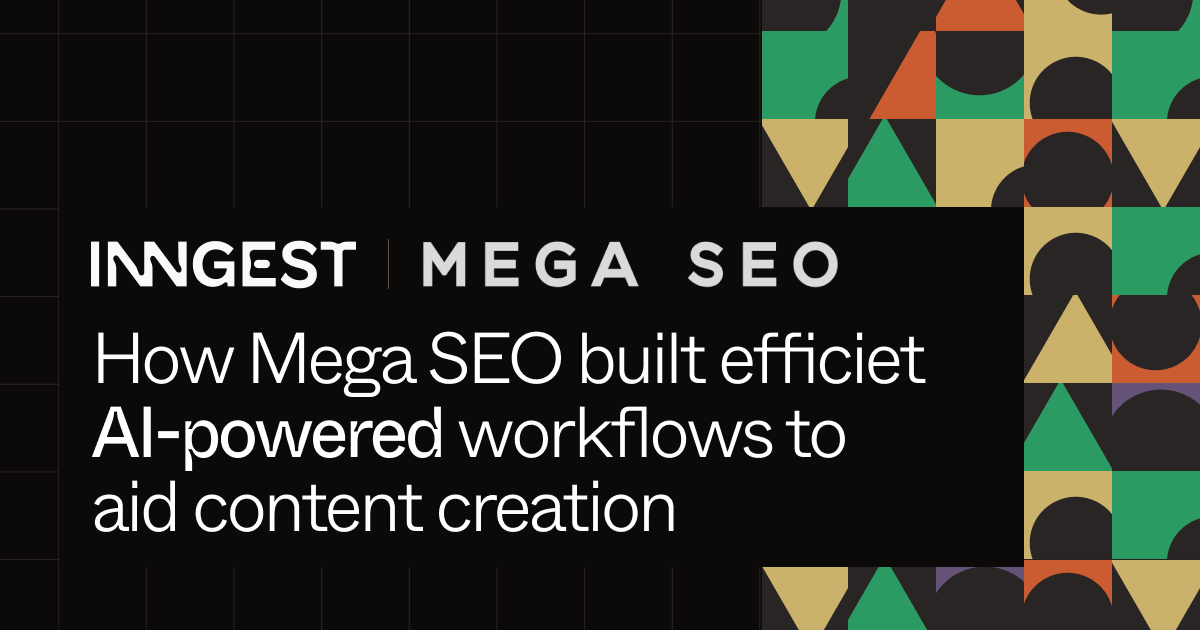 INNGEST | MEGA SEO
How Mega SEO built efficiet
AI-powered workflows to
aid content creation